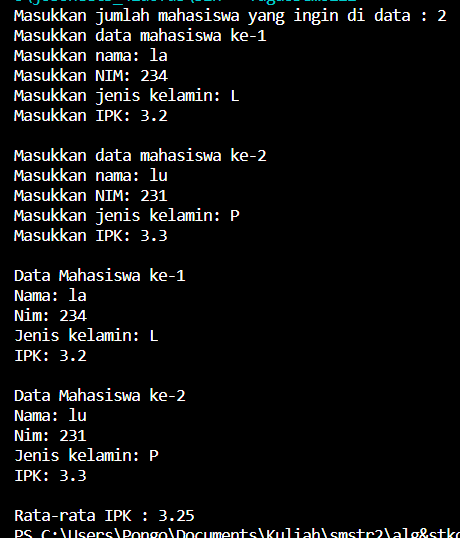 Masukkan jumlah mahasiswa yang ingin di data : 2
Masukkan data mahasiswa ke-1
Masukkan nama: la
Masukkan NIM: 234
Masukkan jenis kelamin: L
Masukkan IPK: 3.2
Masukkan data mahasiswa ke-2
Masukkan nama: lu
Masukkan NIM: 231
Masukkan jenis kelamin: P
Masukkan IPK: 3.3
Data Mahasiswa ke-1
Nama: la
Nim: 234
Jenis kelamin: L
IPK: 3.2
Data Mahasiswa ke-2
Nama: lu
Nim: 231
Jenis kelamin: P
IPK: 3.3
Rata-rata IPK : 3.25
PS C:\Users\Pongo\Documents\Kuliah\smstr2\alg&stk